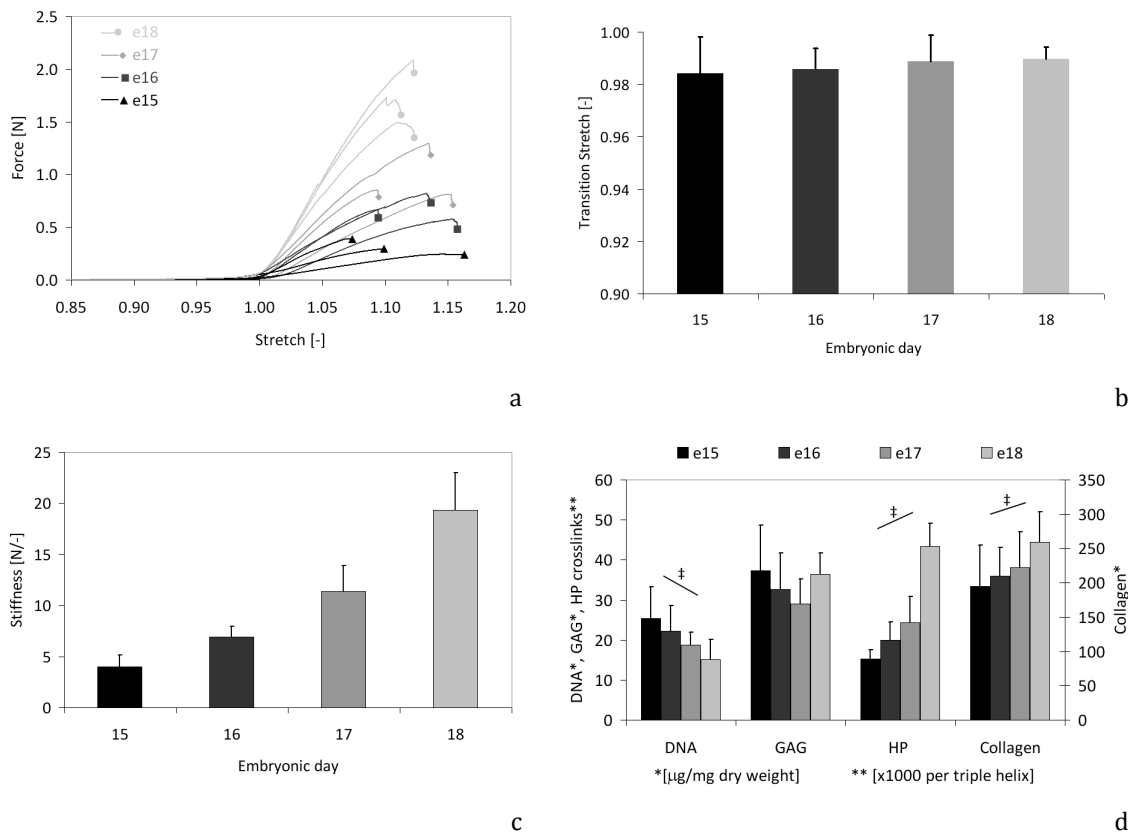 2.5
2.0
1.5
1.0
0.5
0.0
Force [N]
e18
e17
e16
e15
0.85 0.90 0.95 1.00 1.05 1.10 1.15 1.20
Stretch [-]
a
1.00
0.98
0.96
0.94
0.92
0.90
Transition Stretch [-]
15 16 17 18
Embryonic day
b
25
20
15
10
5
0
Stiffness [N/-]
15 16 17 18
Embryonic day
c
e15 e16 e17 e18
60
50
40
30
20
10
0
DNA*, GAG*, HP crosslinks**
‡ ‡ ‡
350
300
250
200
150
100
50
0
Collagen*
DNA GAG HP Collagen
*[µg/mg dry weight] ** [x1000 per triple helix]
d